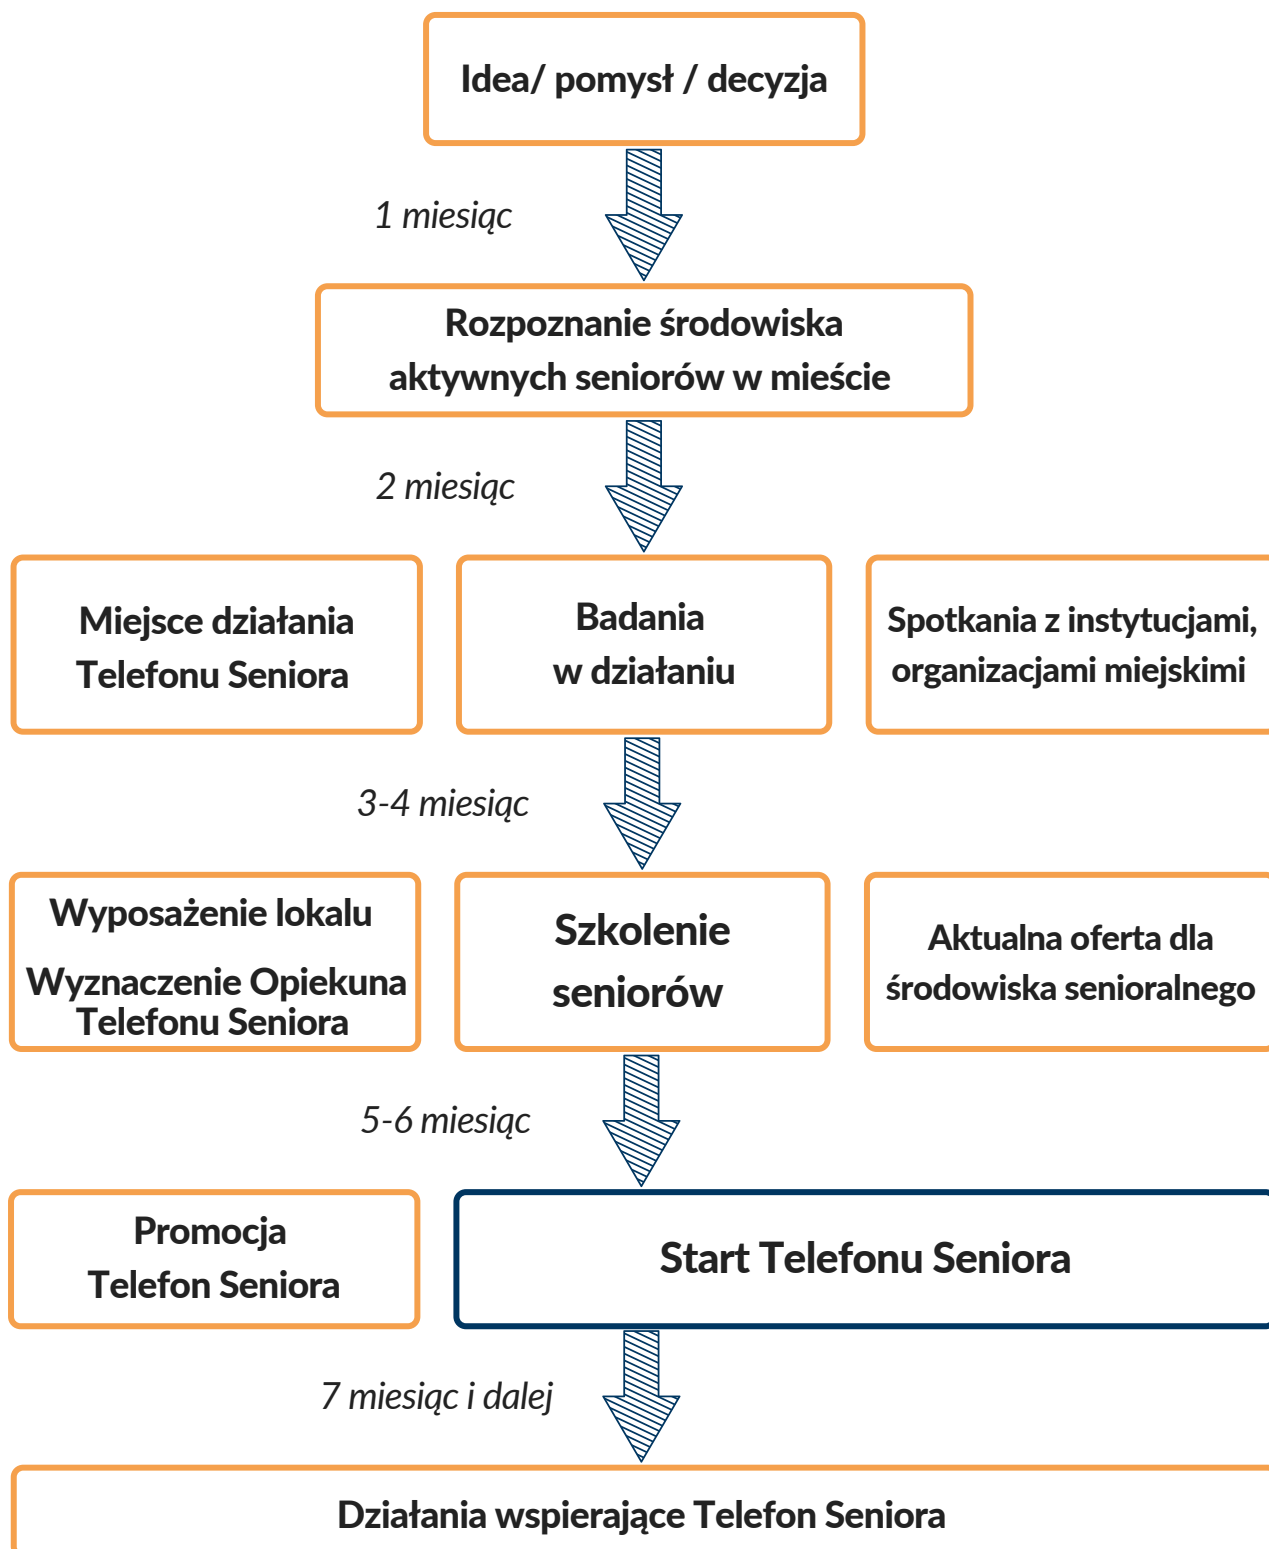 Idea/ pomysł / decyzja
1 miesiąc
Rozpoznanie środowiska
aktywnych seniorów w mieście
2 miesiąc
Miejsce działania
Telefonu Seniora
Badania
w działaniu
Spotkania z instytucjami,
organizacjami miejskimi
3-4 miesiąc
Wyposażenie lokalu
Wyznaczenie Opiekuna
Telefonu Seniora
Szkolenie
seniorów
Aktualna oferta dla
środowiska senioralnego
5-6 miesiąc
Promocja
Telefon Seniora
Start Telefonu Seniora
7 miesiąc i dalej
Działania wspierające Telefon Seniora